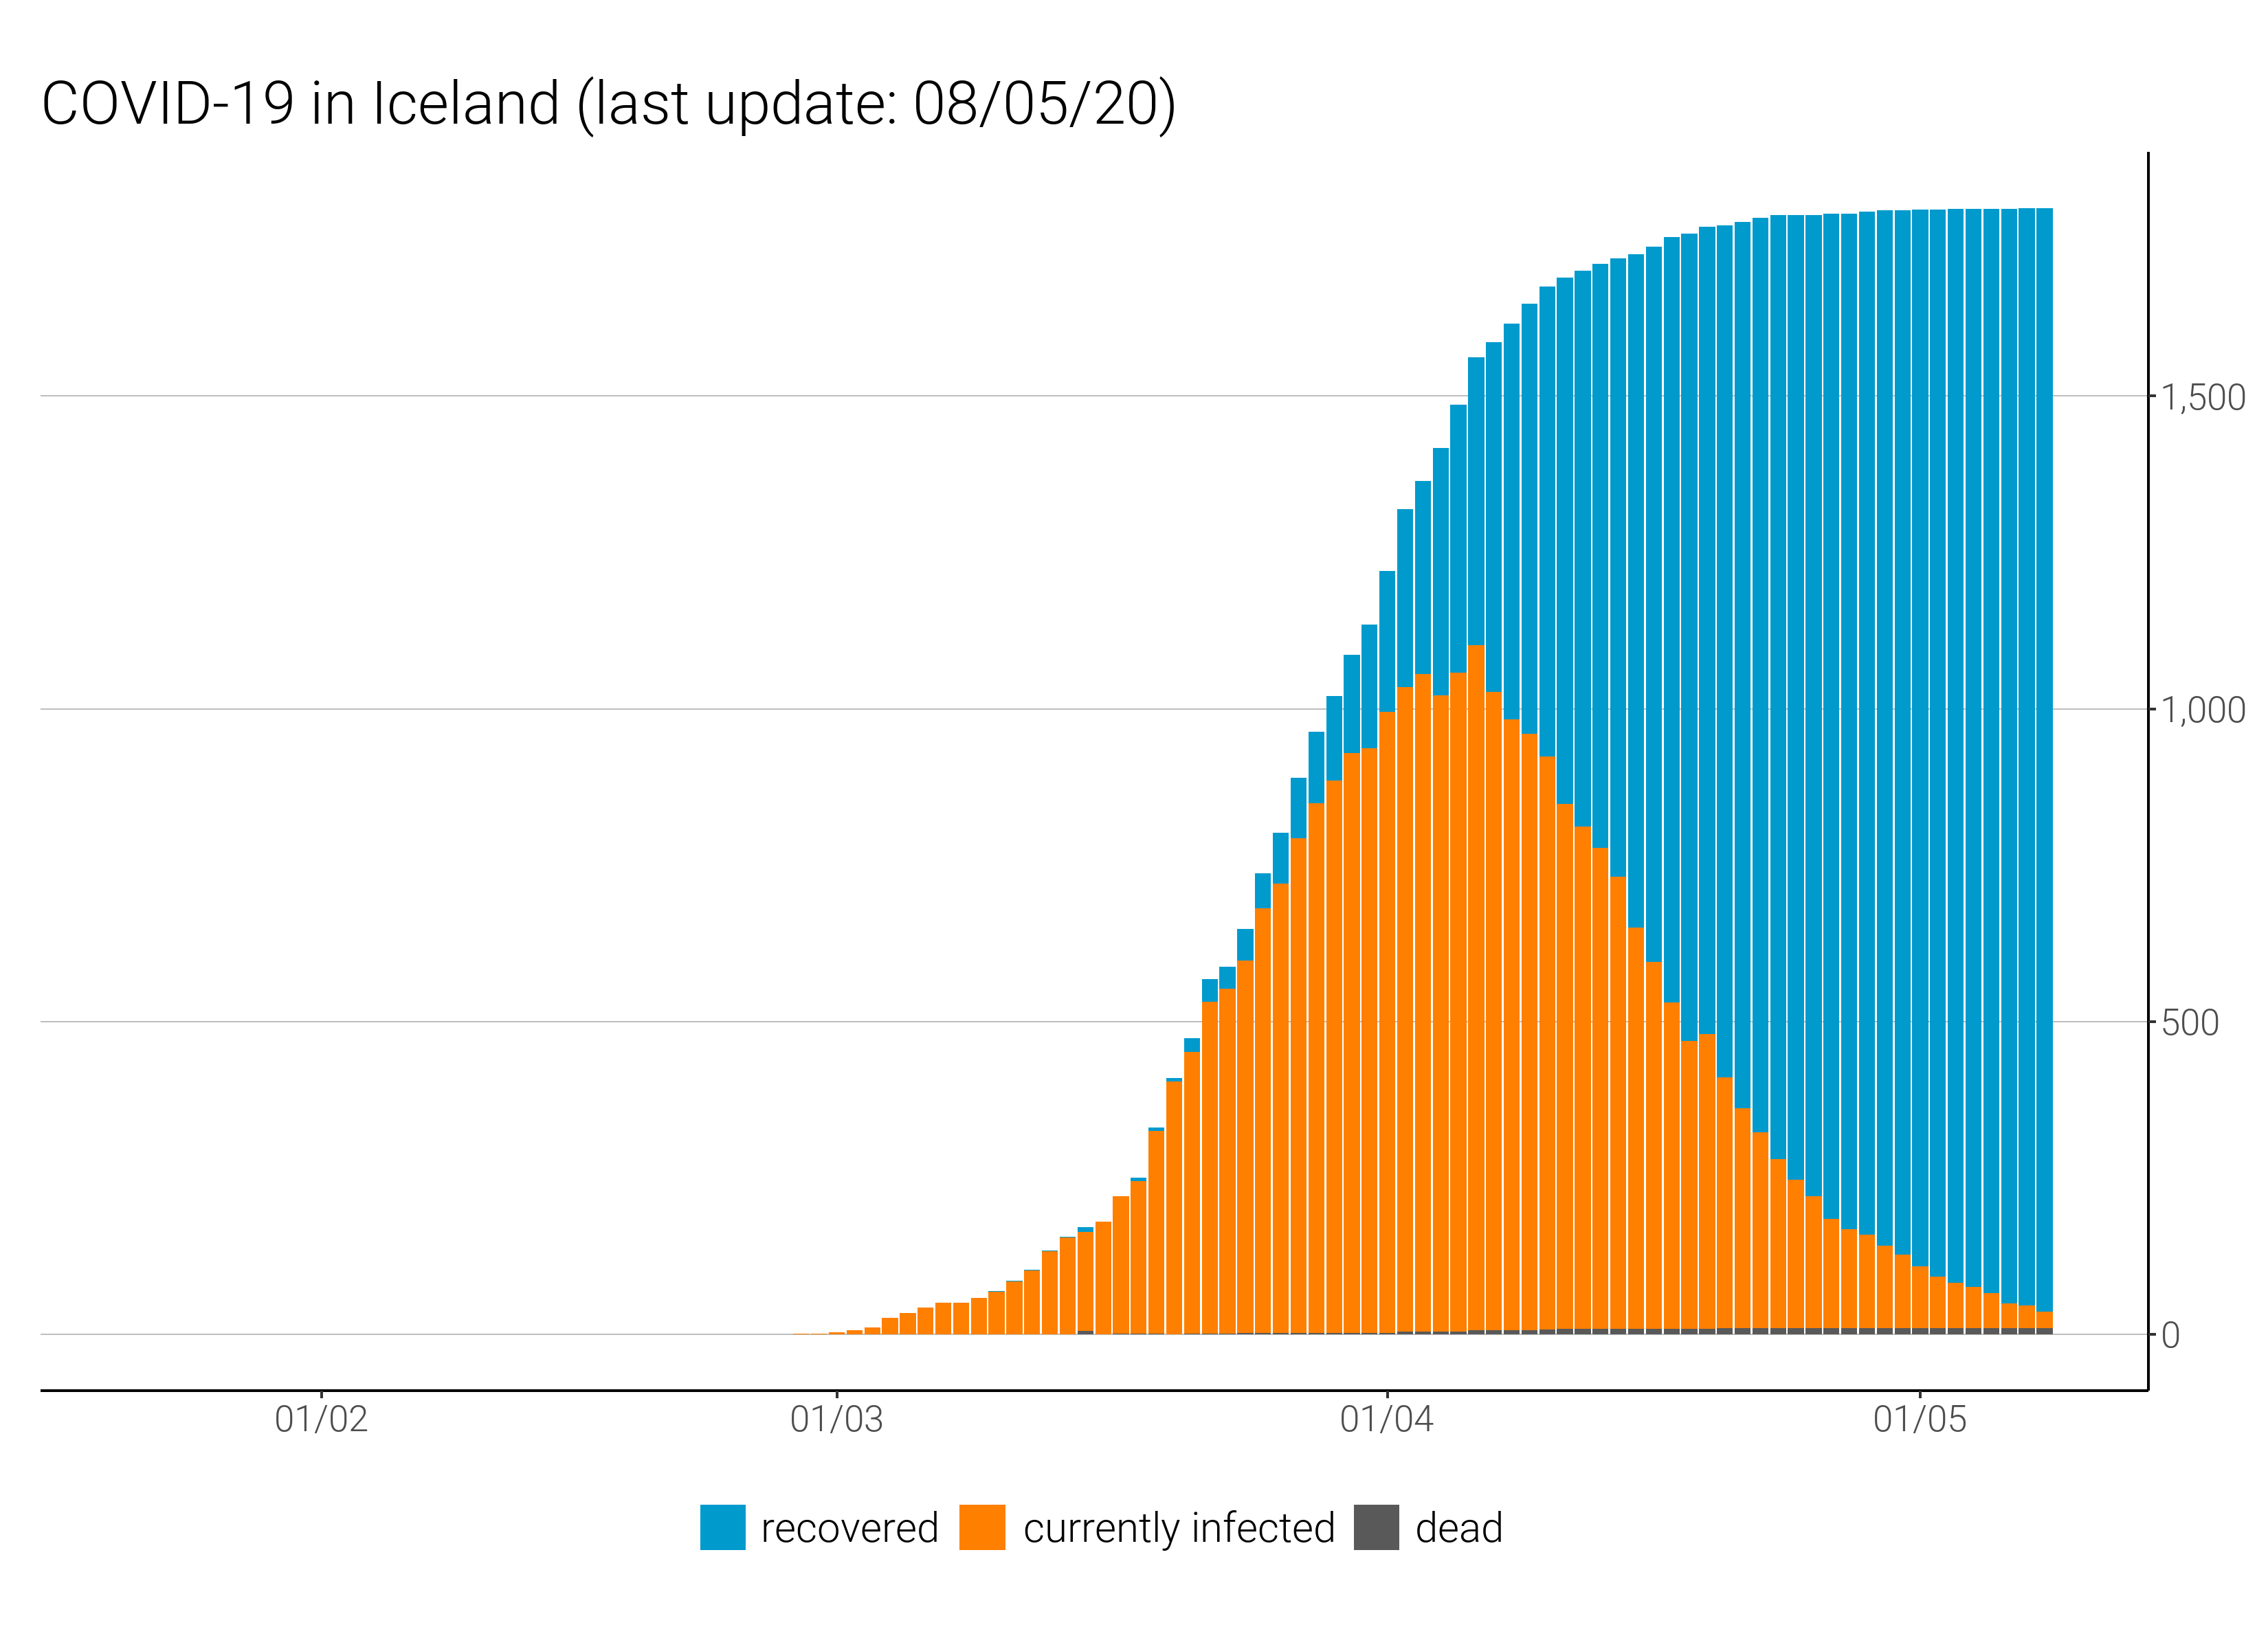 COVID-19 in Iceland (last update: 08/05/20)
1,500
1,000
500
0
01/02 01/03 01/04 01/05
recovered currently infected dead